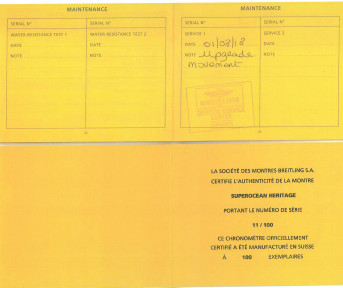 MAINTENANCE
SERIAL N°
SERIAL N°
WATER-RESISTANCE TEST 1
WATER-RESISTANCE TEST 2
DATE
DATE
NOTE
NOTE
MAINTENANCE
SERIAL N°
SERIAL N°
SERVICE 1
SERVICE 2
DATE 01/03/18
DATE
NOTE Upgrade
NOTE
movement
LA SOCIÉTÉ DES MONTRES BREITLING S.A.
CERTIFIE L'AUTHENTICITÉ DE LA MONTRE
SUPEROCEAN HERITAGE
PORTANT LE NUMÉRO DE SÉRIE
11 / 100
CE CHRONOMÈTRE OFFICIELLEMENT
CERTIFIÉ A ÉTÉ MANUFACTURÉ EN SUISSE
À 100 EXEMPLAIRES